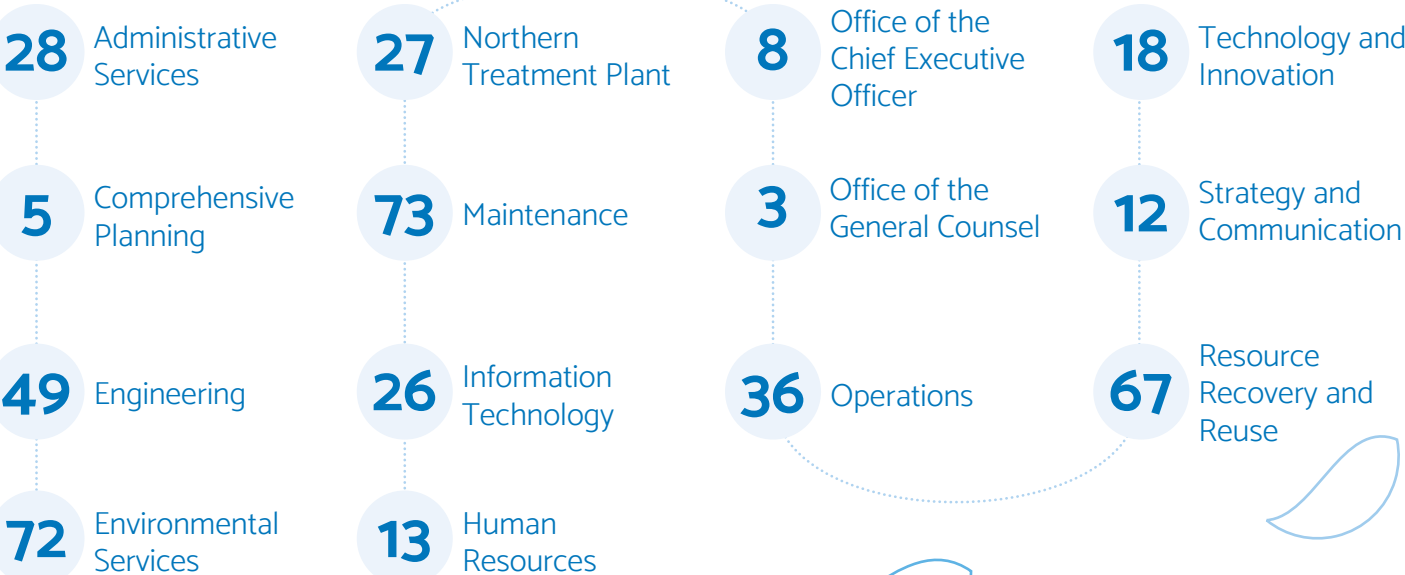 28
Administrative
Services
5
Comprehensive
Planning
49
Engineering
72
Environmental
Services
27
Northern
Treatment Plant
73
Maintenance
26
Information
Technology
13
Human
Resources
8
Office of the
Chief Executive
Officer
3
Office of the
General Counsel
36
Operations
18
Technology and
Innovation
12
Strategy and
Communication
67
Resource
Recovery and
Reuse